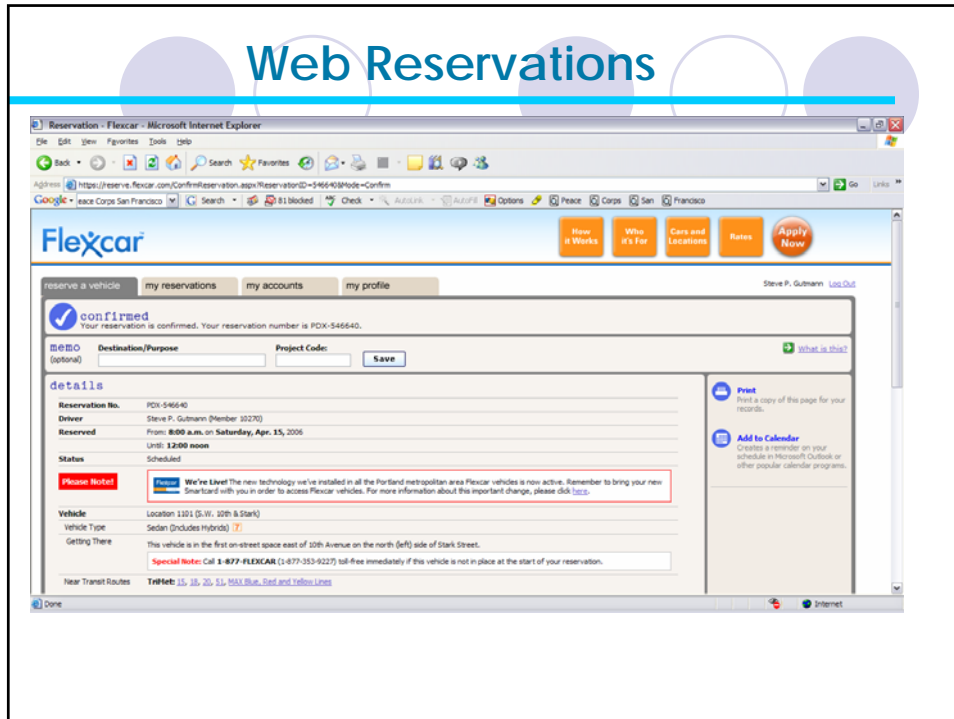 Web Reservations
Reservation - Flexcar - Microsoft Internet Explorer
File Edit View Favorites Tools Help
Back Search Favorites
Address https://reserve.flexcar.com/ConfirmReservation.aspx?ReservationID=546640&Mode=Confirm Go Links »
Google eace Corps San Francisco Search 81 blocked Check AutoLink AutoFill Options Peace Corps San Francisco
Flexcar
How it Works
Who it's For
Cars and Locations
Rates
Apply Now
reserve a vehicle my reservations my accounts my profile Steve P. Gutmann Log Out
confirmed
Your reservation is confirmed. Your reservation number is PDX-546640.
memo Destination/Purpose Project Code: What is this?
(optional) Save
details
Reservation No. PDX-546640
Driver Steve P. Gutmann (Member 10270)
Reserved From: 8:00 a.m. on Saturday, Apr. 15, 2006
Until: 12:00 noon
Status Scheduled
Please Note! Flexcar We're Live! The new technology we've installed in all the Portland metropolitan area Flexcar vehicles is now active. Remember to bring your new
Smartcard with you in order to access Flexcar vehicles. For more information about this important change, please click here.
Vehicle Location 1101 (S.W. 10th & Stark)
Vehicle Type Sedan (Includes Hybrids) ?
Getting There This vehicle is in the first on-street space east of 10th Avenue on the north (left) side of Stark Street.
Special Note: Call 1-877-FLEXCAR (1-877-353-9227) toll-free immediately if this vehicle is not in place at the start of your reservation.
Near Transit Routes TriMet: 15, 18, 20, 51, MAX Blue, Red and Yellow Lines
Print
Print a copy of this page for your
records.
Add to Calendar
Creates a reminder on your
schedule in Microsoft Outlook or
other popular calendar programs.
Done Internet